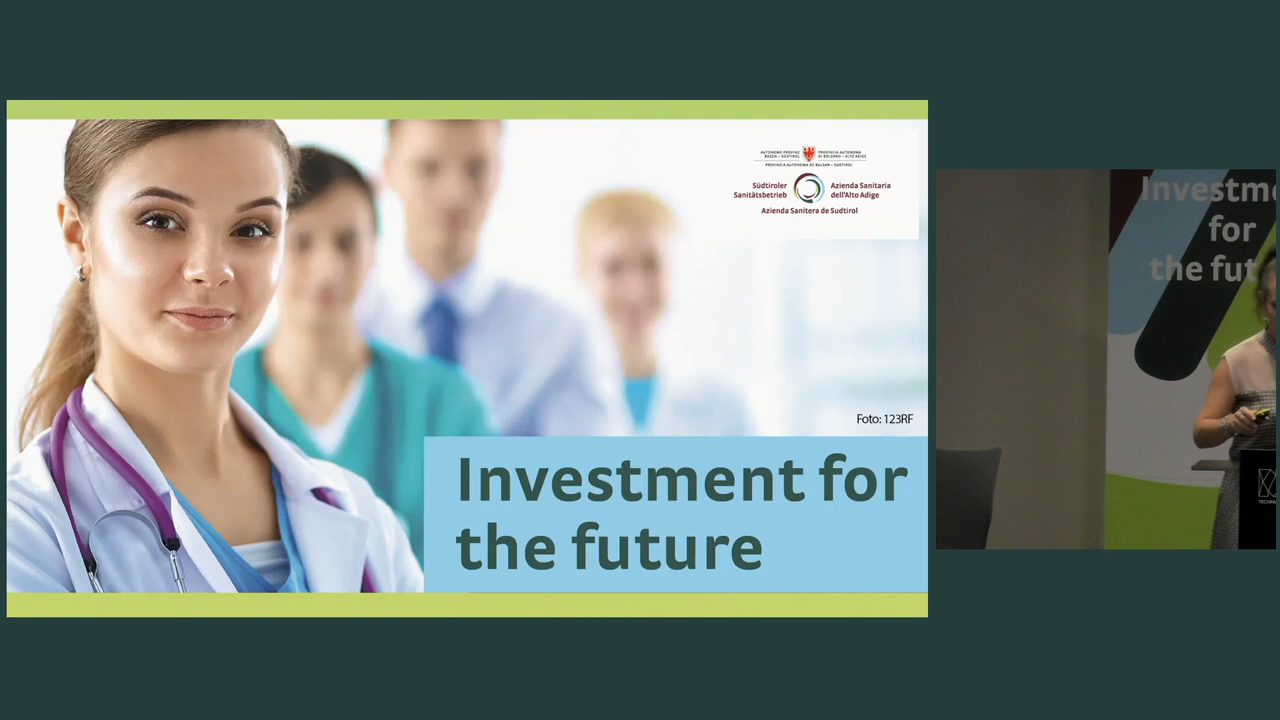 AUTONOME PROVINZ
BOZEN - SÜDTIROL
PROVINCIA AUTONOMA
DI BOLZANO - ALTO ADIGE
PROVINZIA AUTONOMA DE BULSAN - SÜDTIROL
Südtiroler
Sanitätsbetrieb
Azienda Sanitaria
dell'Alto Adige
Azienda Sanitera de Sudtirol
Foto: 123RF
Investment for
the future
Investm
for
the fut